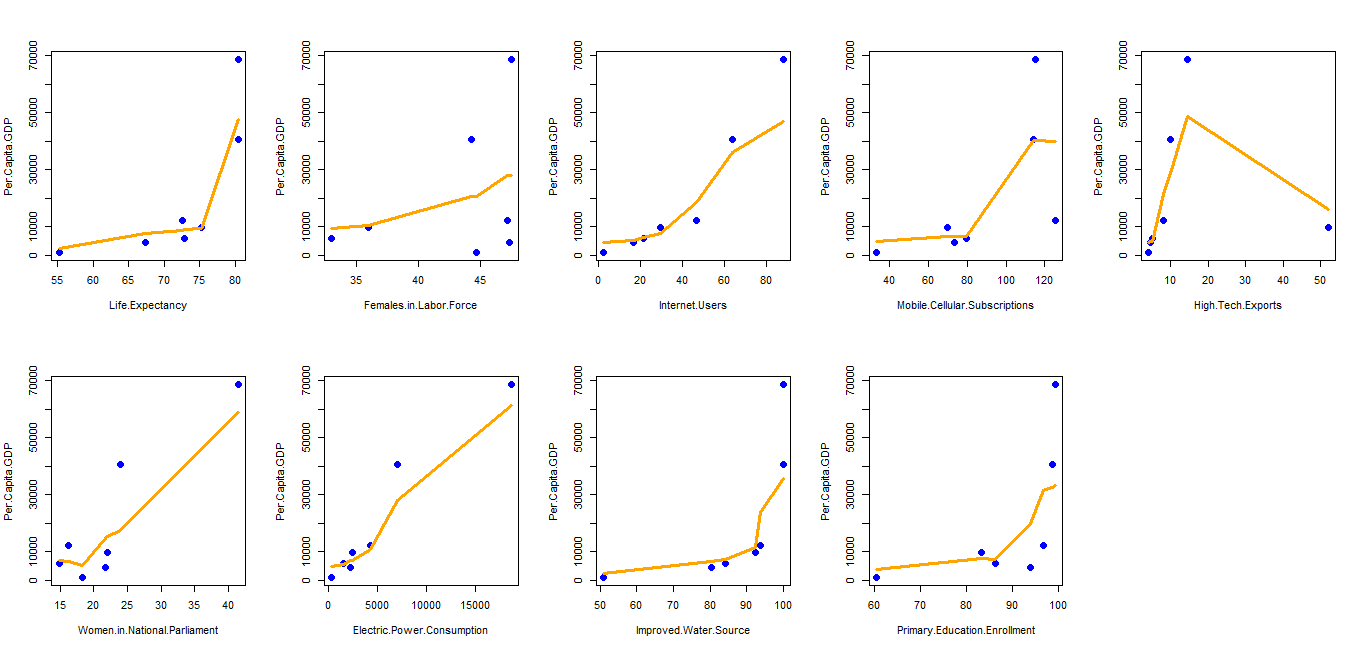 Per.Capita.GDP
0 10000 30000 50000 70000
55 60 65 70 75 80
Life.Expectancy
Per.Capita.GDP
0 10000 30000 50000 70000
35 40 45
Females.in.Labor.Force
Per.Capita.GDP
0 10000 30000 50000 70000
0 20 40 60 80
Internet.Users
Per.Capita.GDP
0 10000 30000 50000 70000
40 60 80 100 120
Mobile.Cellular.Subscriptions
Per.Capita.GDP
0 10000 30000 50000 70000
10 20 30 40 50
High.Tech.Exports
Per.Capita.GDP
0 10000 30000 50000 70000
15 20 25 30 35 40
Women.in.National.Parliament
Per.Capita.GDP
0 10000 30000 50000 70000
0 5000 10000 15000
Electric.Power.Consumption
Per.Capita.GDP
0 10000 30000 50000 70000
50 60 70 80 90 100
Improved.Water.Source
Per.Capita.GDP
0 10000 30000 50000 70000
60 70 80 90 100
Primary.Education.Enrollment